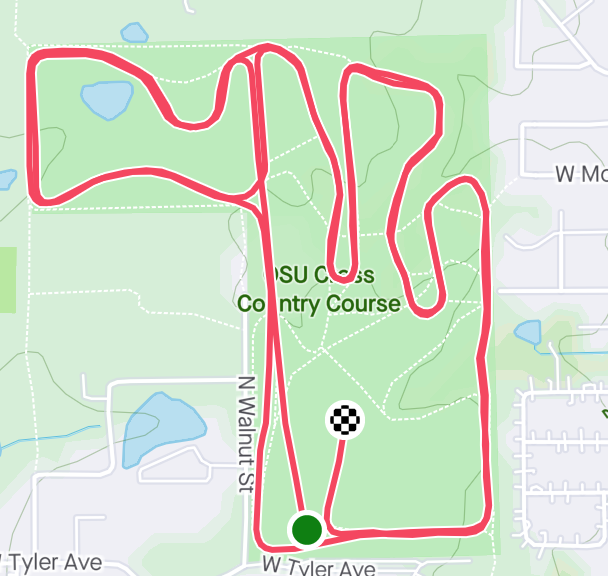 W Mo
OSU Cross
Country Course
N Walnut St
W Tyler Ave
W Tyler Ave